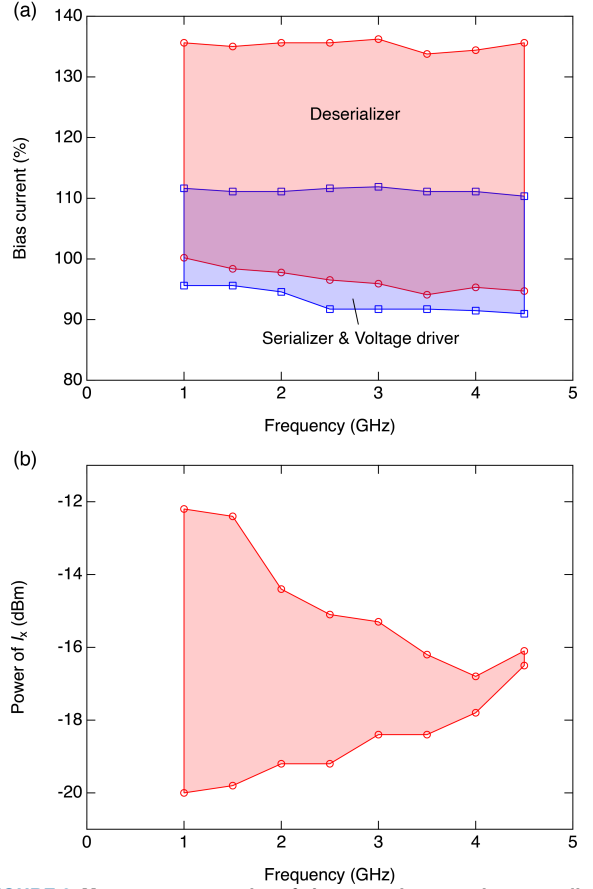 (a)
140
130
120
110
100
90
80
Bias current (%)
Deserializer
Serializer & Voltage driver
0 1 2 3 4 5
Frequency (GHz)
(b)
-12
-14
-16
-18
-20
Power of Ix (dBm)
0 1 2 3 4 5
Frequency (GHz)